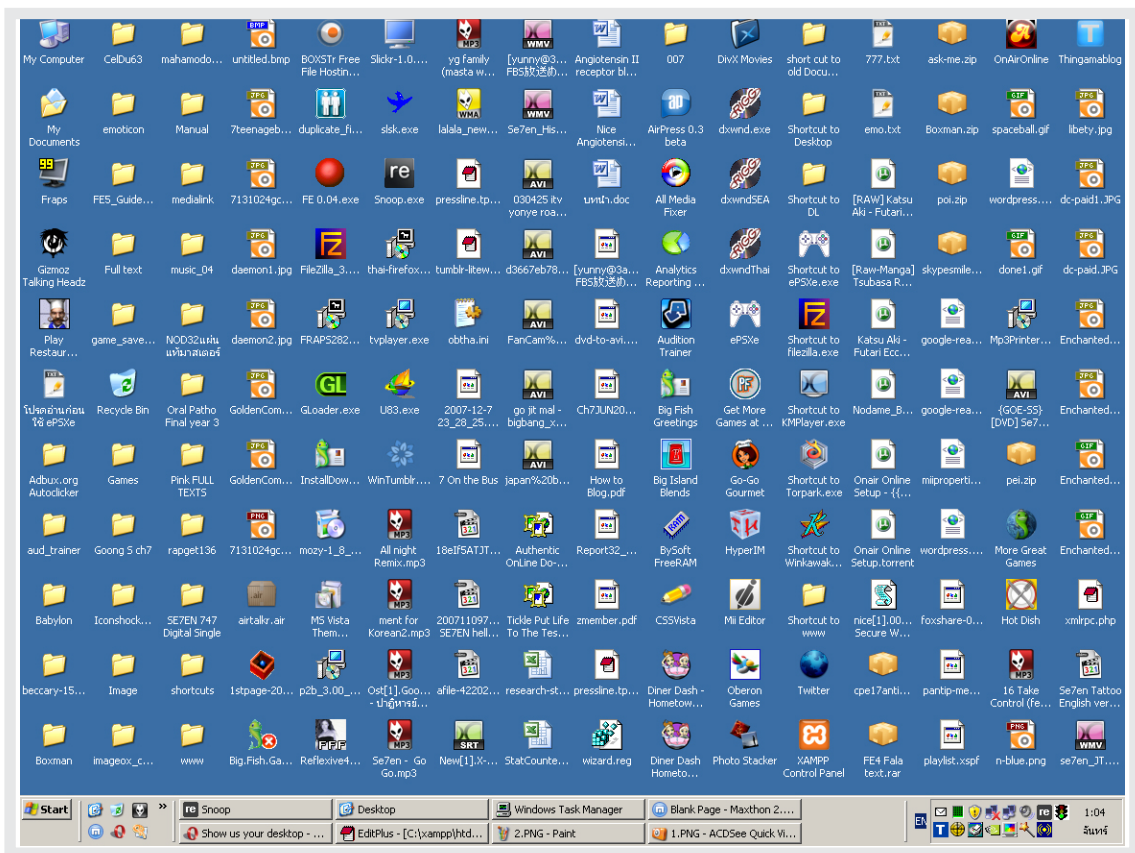 My Computer
CelDu63
mahamodo...
untitled.bmp
BOXSTr Free
File Hostin...
Slickr-1.0....
yg family
(masta w...
[yunny@3...
FBS放送的...
Angiotensin II
receptor bl...
007
DivX Movies
short cut to
old Docu...
777.txt
ask-me.zip
OnAirOnline
Thingamablog
My
Documents
emoticon
Manual
7teenageb...
duplicate_fi...
slsk.exe
lalala_new...
Se7en_His...
Nice
Angiotensi...
AirPress 0.3
beta
dxwnd.exe
Shortcut to
Desktop
emo.txt
Boxman.zip
spaceball.gif
libety.jpg
Fraps
FE5_Guide...
medialink
7131024gc...
FE 0.04.exe
Snoop.exe
pressline.tp...
030425 itv
yonye roa...
บทนำ.doc
All Media
Fixer
dxwndSEA
Shortcut to
DL
[RAW] Katsu
Aki - Futari...
poi.zip
wordpress....
dc-paid1.JPG
Gizmoz
Talking Headz
Full text
music_04
daemon1.jpg
FileZilla_3....
thai-firefox...
tumblr-litew...
d3667eb78...
[yunny@3a...
FBS放送的...
Analytics
Reporting ...
dxwndThai
Shortcut to
ePSXe.exe
[Raw-Manga]
Tsubasa R...
skypesmile...
done1.gif
dc-paid.JPG
Play
Restaur...
game_save...
NOD32แผ่น
แท้มาสเตอร์
daemon2.jpg
FRAPS282...
tvplayer.exe
obtha.ini
FanCam%...
dvd-to-avi....
Audition
Trainer
ePSXe
Shortcut to
filezilla.exe
Katsu Aki -
Futari Ecc...
google-rea...
Mp3Printer...
Enchanted...
โปรดอ่านก่อน
ใช้ ePSXe
Recycle Bin
Oral Patho
Final year 3
GoldenCom...
GLoader.exe
U83.exe
2007-12-7
23_28_25....
go jit mal -
bigbang_x...
Ch7JUN20...
Big Fish
Greetings
Get More
Games at ...
Shortcut to
KMPlayer.exe
Nodame_B...
google-rea...
-{GOE-SS}
[DVD] Se7...
Enchanted...
Adbux.org
Autoclicker
Games
Pink FULL
TEXTS
GoldenCom...
InstallDow...
WinTumblr....
7 On the Bus
japan%20b...
How to
Blog.pdf
Big Island
Blends
Go-Go
Gourmet
Shortcut to
Torpark.exe
Onair Online
Setup - {{...
miiproperti...
pei.zip
Enchanted...
aud_trainer
Goong S ch7
rapget136
7131024gc...
mozy-1_8_...
All night
Remix.mp3
18eIf5ATJT...
Authentic
OnLine Do-...
Report32_...
BySoft
FreeRAM
HyperIM
Shortcut to
Winkawak...
Onair Online
Setup.torrent
wordpress....
More Great
Games
Enchanted...
Babylon
Iconshock...
SE7EN 747
Digital Single
airtalkr.air
MS Vista
Them...
ment for
Korean2.mp3
200711097...
SE7EN hell...
Tickle Put Life
To The Tes...
zmember.pdf
CSSVista
Mii Editor
Shortcut to
www
nice[1].00...
Secure W...
foxshare-0...
Hot Dish
xmlrpc.php
beccary-15...
Image
shortcuts
1stpage-20...
p2b_3.00_...
Ost[1].Goo...
- ปาฏิหารย์...
afile-42202...
research-st...
pressline.tp...
Diner Dash -
Hometow...
Oberon
Games
Twitter
cpe17anti...
pantip-me...
16 Take
Control (fe...
Se7en Tattoo
English ver...
Boxman
imageox_c...
www
Big.Fish.Ga...
Reflexive4...
Se7en - Go
Go.mp3
New[1].X-...
StatCounte...
wizard.reg
Diner Dash
Hometo...
Photo Stacker
XAMPP
Control Panel
FE4 Fala
text.rar
playlist.xspf
n-blue.png
se7en_JT....
Start
Snoop
Desktop
Windows Task Manager
Blank Page - Maxthon 2....
EN
1:04
Show us your desktop - ...
EditPlus - [C:\xampp\htd...
2.PNG - Paint
1.PNG - ACDSee Quick Vi...
จันทร์